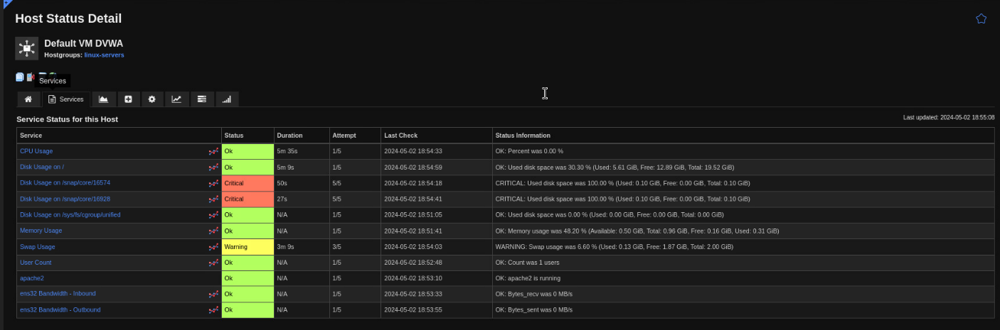 Host Status Detail
Default VM DVWA
Hostgroups: linux-servers
Services
Services
Service Status for this Host
Last updated: 2024-05-02 18:55:08
Service Status Duration Attempt Last Check Status Information
CPU Usage Ok 5m 35s 1/5 2024-05-02 18:54:33 OK: Percent was 0.00 %
Disk Usage on / Ok 5m 9s 1/5 2024-05-02 18:54:59 OK: Used disk space was 30.30 % (Used: 5.61 GiB, Free: 12.89 GiB, Total: 19.52 GiB)
Disk Usage on /snap/core/16574 Critical 50s 5/5 2024-05-02 18:54:18 CRITICAL: Used disk space was 100.00 % (Used: 0.10 GiB, Free: 0.00 GiB, Total: 0.10 GiB)
Disk Usage on /snap/core/16928 Critical 27s 5/5 2024-05-02 18:54:41 CRITICAL: Used disk space was 100.00 % (Used: 0.10 GiB, Free: 0.00 GiB, Total: 0.10 GiB)
Disk Usage on /sys/fs/cgroup/unified Ok N/A 1/5 2024-05-02 18:51:05 OK: Used disk space was 0.00 % (Used: 0.00 GiB, Free: 0.00 GiB, Total: 0.00 GiB)
Memory Usage Ok N/A 1/5 2024-05-02 18:51:41 OK: Memory usage was 48.20 % (Available: 0.50 GiB, Total: 0.96 GiB, Free: 0.16 GiB, Used: 0.31 GiB)
Swap Usage Warning 3m 9s 3/5 2024-05-02 18:54:03 WARNING: Swap usage was 6.60 % (Used: 0.13 GiB, Free: 1.87 GiB, Total: 2.00 GiB)
User Count Ok N/A 1/5 2024-05-02 18:52:48 OK: Count was 1 users
apache2 Ok N/A 1/5 2024-05-02 18:53:10 OK: apache2 is running
ens32 Bandwidth - Inbound Ok N/A 1/5 2024-05-02 18:53:33 OK: Bytes_recv was 0 MB/s
ens32 Bandwidth - Outbound Ok N/A 1/5 2024-05-02 18:53:55 OK: Bytes_sent was 0 MB/s